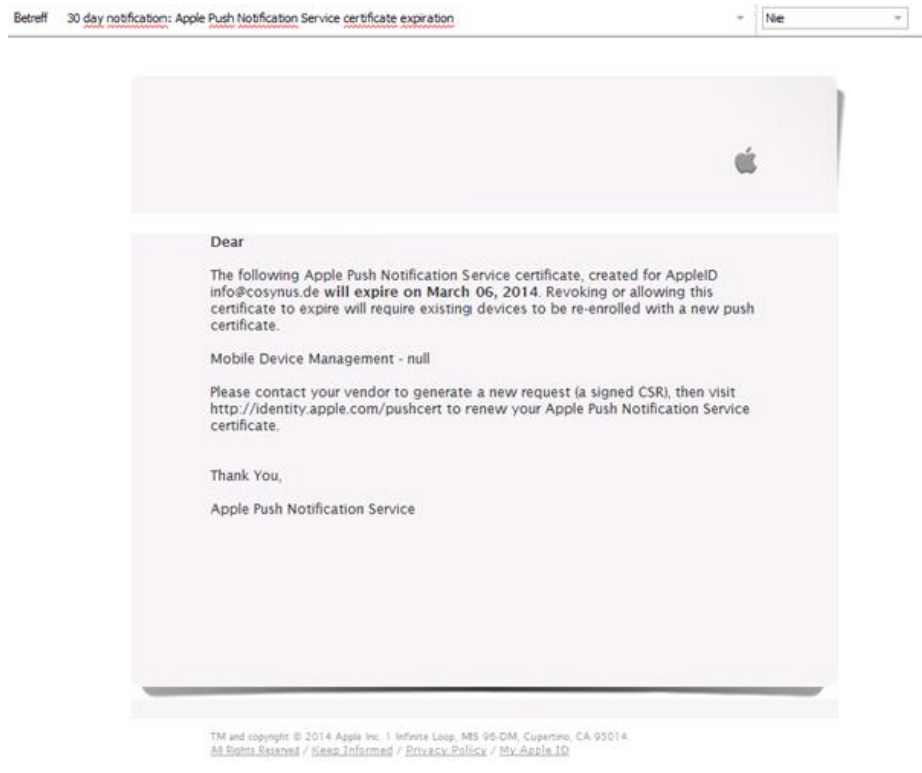 Betreff 30 day notification: Apple Push Notification Service certificate expiration Nie
Dear
The following Apple Push Notification Service certificate, created for AppleID
info@cosynus.de will expire on March 06, 2014. Revoking or allowing this
certificate to expire will require existing devices to be re-enrolled with a new push
certificate.
Mobile Device Management - null
Please contact your vendor to generate a new request (a signed CSR), then visit
http://identity.apple.com/pushcert to renew your Apple Push Notification Service
certificate.
Thank You,
Apple Push Notification Service
TM and copyright © 2014 Apple Inc. 1 Infinite Loop, MS 96-DM, Cupertino, CA 95014.
All Rights Reserved / Keep Informed / Privacy Policy / My Apple ID